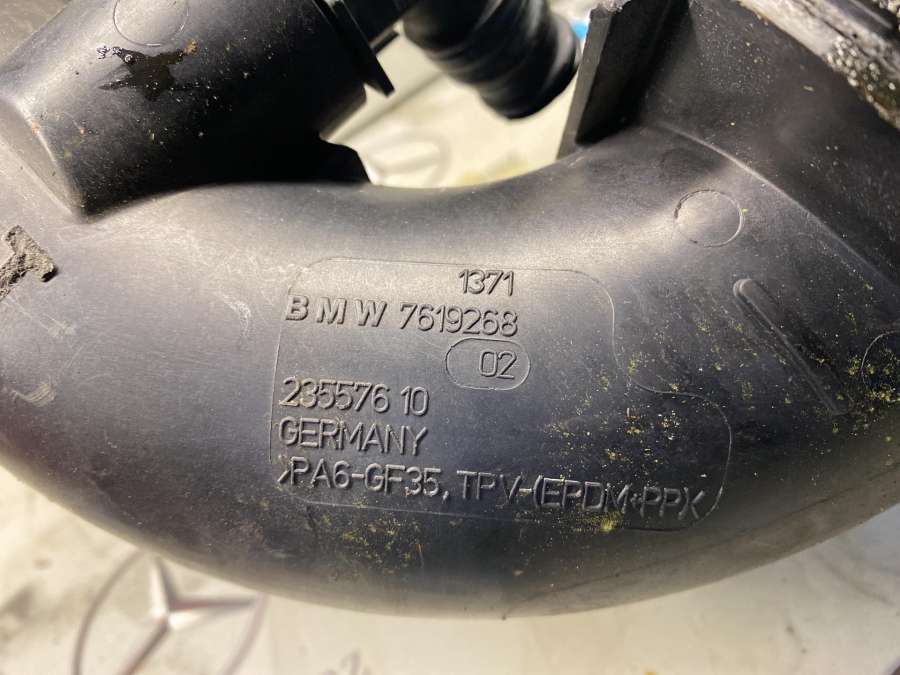 1371
BMW 7619268
02
235576 10
GERMANY
>PA6-GF35, TPV-(EPDM+PP)<